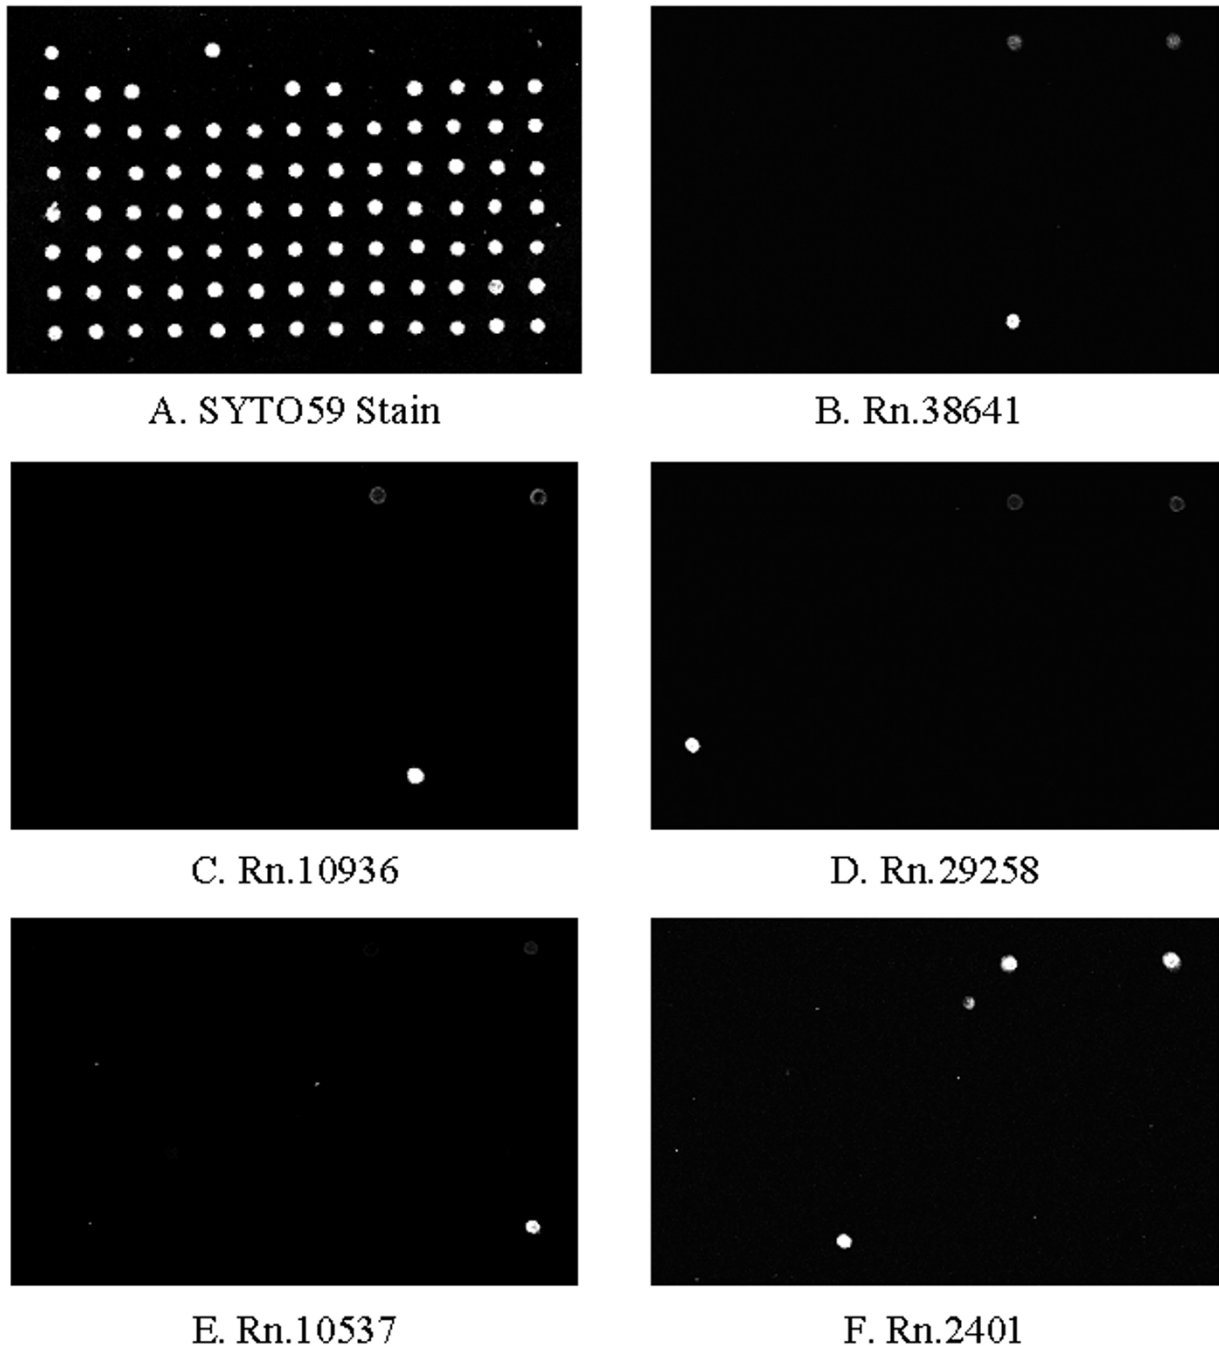 A. SYTO59 Stain
B. Rn.38641
C. Rn.10936
D. Rn.29258
E. Rn.10537
F. Rn.2401